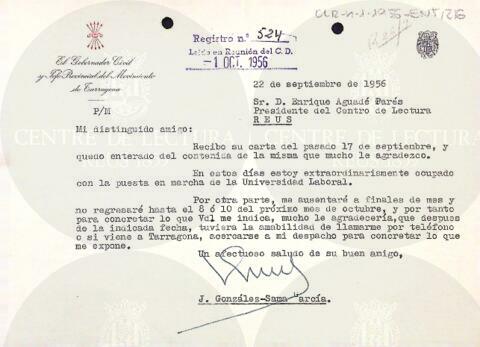 CLR-n-1-1956-ENT/216
Registro n.º 524
Leído en Reunión del C. D.
-1 OCT. 1956
El Gobernador Civil
y Jefe Provincial del Movimiento
de Tarragona
P/M
22 de septiembre de 1956
Sr. D. Enrique Aguadé Parés
Presidente del Centro de Lectura
REUS
Mi distinguido amigo:
Recibo su carta del pasado 17 de septiembre, y
quedo enterado del contenida de la misma que mucho le agradezco.
En estos días estoy extraordinariamente ocupado
con la puesta en marcha de la Universidad Laboral.
Por otra parte, me ausentaré a finales de mes y
no regresaré hasta el 8 ó 10 del próximo mes de octubre, y por tanto
para concretar lo que Vd. me indica, mucho le agradecería, que despues
de la indicada fecha, tuviera la amabilidad de llamarme por teléfono
o si viene a Tarragona, acercarse a mi despacho para concretar lo que
me expone.
Un afectuoso saludo de su buen amigo,
J. González-Sama García.
CENTRE DE LECTURA